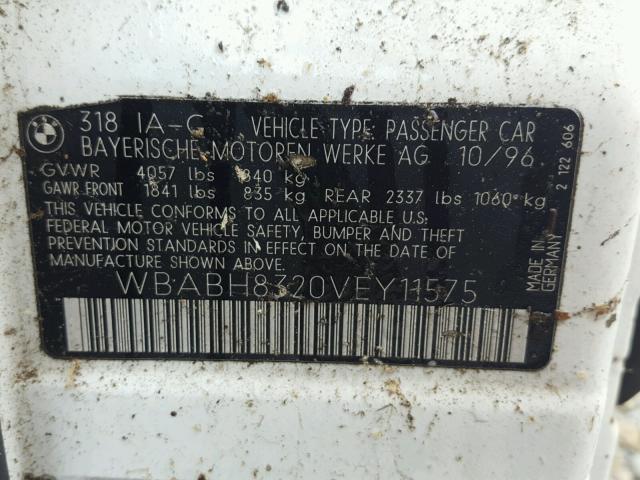 BMW
318 IA-C VEHICLE TYPE PASSENGER CAR
BAYERISCHE MOTOREN WERKE AG 10/96
GVWR 4057 lbs 1840 kg
GAWR FRONT 1841 lbs 835 kg REAR 2337 lbs 1060 kg
THIS VEHICLE CONFORMS TO ALL APPLICABLE U.S:
FEDERAL MOTOR VEHICLE SAFETY, BUMPER AND THEFT
PREVENTION STANDARDS IN EFFECT ON THE DATE OF
MANUFACTURE SHOWN ABOVE.
WBABH8320VEY11575
MADE IN
GERMANY
2 122 606